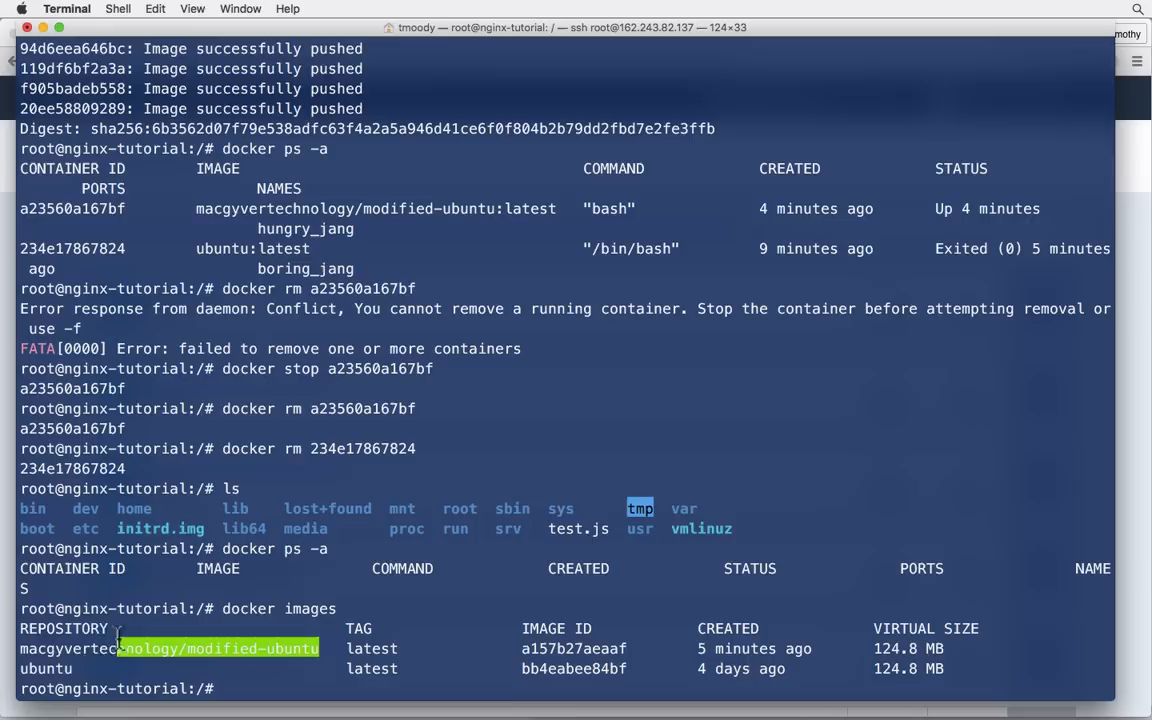 Terminal Shell Edit View Window Help
tmoody — root@nginx-tutorial: / — ssh root@162.243.82.137 — 124×33
mothy
94d6eea646bc: Image successfully pushed
119df6bf2a3a: Image successfully pushed
f905badeb558: Image successfully pushed
20ee58809289: Image successfully pushed
Digest: sha256:6b3562d07f79e538adfc63f4a2a5a946d41ce6f0f804b2b79dd2fbd7e2fe3ffb
root@nginx-tutorial:/# docker ps -a
CONTAINER ID IMAGE COMMAND CREATED STATUS
PORTS NAMES
a23560a167bf macgyvertechnology/modified-ubuntu:latest "bash" 4 minutes ago Up 4 minutes
hungry_jang
234e17867824 ubuntu:latest "/bin/bash" 9 minutes ago Exited (0) 5 minutes
ago boring_jang
root@nginx-tutorial:/# docker rm a23560a167bf
Error response from daemon: Conflict, You cannot remove a running container. Stop the container before attempting removal or
use -f
FATA[0000] Error: failed to remove one or more containers
root@nginx-tutorial:/# docker stop a23560a167bf
a23560a167bf
root@nginx-tutorial:/# docker rm a23560a167bf
a23560a167bf
root@nginx-tutorial:/# docker rm 234e17867824
234e17867824
root@nginx-tutorial:/# ls
bin dev home lib lost+found mnt root sbin sys tmp var
boot etc initrd.img lib64 media proc run srv test.js usr vmlinuz
root@nginx-tutorial:/# docker ps -a
CONTAINER ID IMAGE COMMAND CREATED STATUS PORTS NAME
S
root@nginx-tutorial:/# docker images
REPOSITORY TAG IMAGE ID CREATED VIRTUAL SIZE
macgyvertechnology/modified-ubuntu latest a157b27aeaaf 5 minutes ago 124.8 MB
ubuntu latest bb4eabee84bf 4 days ago 124.8 MB
root@nginx-tutorial:/#